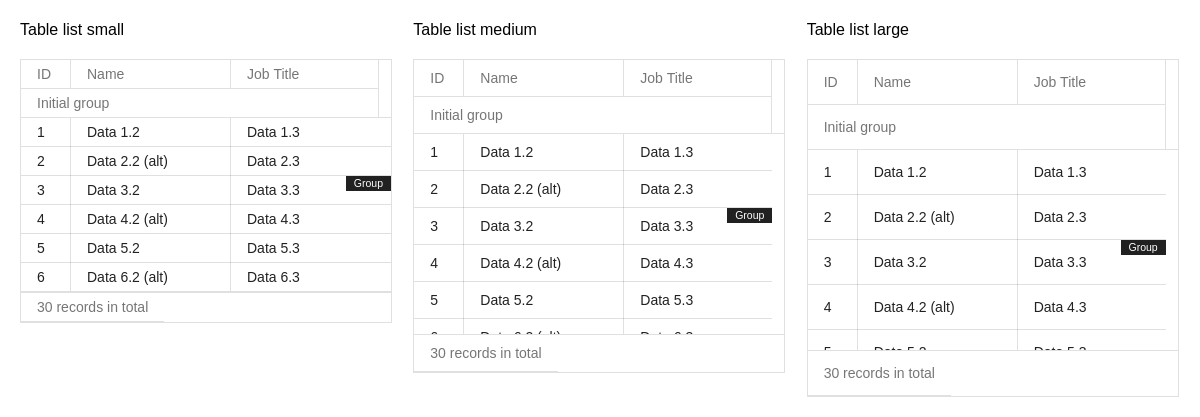 Table list small
ID Name Job Title
Initial group
1 Data 1.2 Data 1.3
2 Data 2.2 (alt) Data 2.3
Group
3 Data 3.2 Data 3.3
4 Data 4.2 (alt) Data 4.3
5 Data 5.2 Data 5.3
6 Data 6.2 (alt) Data 6.3
30 records in total
Table list medium
ID Name Job Title
Initial group
1 Data 1.2 Data 1.3
2 Data 2.2 (alt) Data 2.3
Group
3 Data 3.2 Data 3.3
4 Data 4.2 (alt) Data 4.3
5 Data 5.2 Data 5.3
30 records in total
Table list large
ID Name Job Title
Initial group
1 Data 1.2 Data 1.3
2 Data 2.2 (alt) Data 2.3
Group
3 Data 3.2 Data 3.3
4 Data 4.2 (alt) Data 4.3
30 records in total